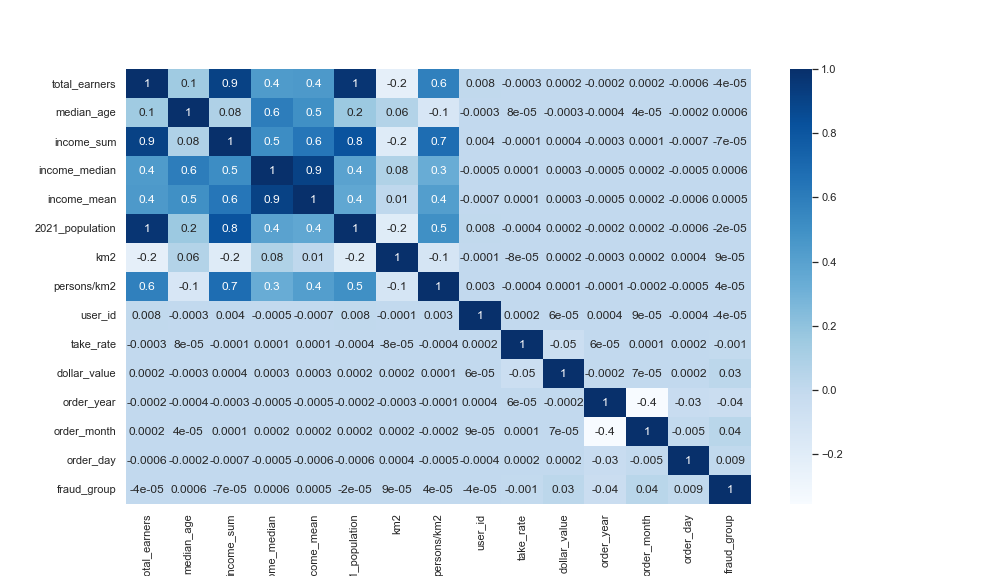 total_earners 1 0.1 0.9 0.4 0.4 1 -0.2 0.6 0.008 -0.0003 0.0002 -0.0002 0.0002 -0.0006 -4e-05 1.0
median_age 0.1 1 0.08 0.6 0.5 0.2 0.06 -0.1 -0.0003 8e-05 -0.0003 -0.0004 4e-05 -0.0002 0.0006
income_sum 0.9 0.08 1 0.5 0.6 0.8 -0.2 0.7 0.004 -0.0001 0.0004 -0.0003 0.0001 -0.0007 -7e-05 0.8
income_median 0.4 0.6 0.5 1 0.9 0.4 0.08 0.3 -0.0005 0.0001 0.0003 -0.0005 0.0002 -0.0005 0.0006
income_mean 0.4 0.5 0.6 0.9 1 0.4 0.01 0.4 -0.0007 0.0001 0.0003 -0.0005 0.0002 -0.0006 0.0005 0.6
2021_population 1 0.2 0.8 0.4 0.4 1 -0.2 0.5 0.008 -0.0004 0.0002 -0.0002 0.0002 -0.0006 -2e-05
km2 -0.2 0.06 -0.2 0.08 0.01 -0.2 1 -0.1 -0.0001 -8e-05 0.0002 -0.0003 0.0002 0.0004 9e-05 0.4
persons/km2 0.6 -0.1 0.7 0.3 0.4 0.5 -0.1 1 0.003 -0.0004 0.0001 -0.0001 -0.0002 -0.0005 4e-05
user_id 0.008 -0.0003 0.004 -0.0005 -0.0007 0.008 -0.0001 0.003 1 0.0002 6e-05 0.0004 9e-05 -0.0004 -4e-05 0.2
take_rate -0.0003 8e-05 -0.0001 0.0001 0.0001 -0.0004 -8e-05 -0.0004 0.0002 1 -0.05 6e-05 0.0001 0.0002 -0.001
dollar_value 0.0002 -0.0003 0.0004 0.0003 0.0003 0.0002 0.0002 0.0001 6e-05 -0.05 1 -0.0002 7e-05 0.0002 0.03 0.0
order_year -0.0002 -0.0004 -0.0003 -0.0005 -0.0005 -0.0002 -0.0003 -0.0001 0.0004 6e-05 -0.0002 1 -0.4 -0.03 -0.04
order_month 0.0002 4e-05 0.0001 0.0002 0.0002 0.0002 0.0002 -0.0002 9e-05 0.0001 7e-05 -0.4 1 -0.005 0.04 −0.2
order_day -0.0006 -0.0002 -0.0007 -0.0005 -0.0006 -0.0006 0.0004 -0.0005 -0.0004 0.0002 0.0002 -0.03 -0.005 1 0.009
fraud_group -4e-05 0.0006 -7e-05 0.0006 0.0005 -2e-05 9e-05 4e-05 -4e-05 -0.001 0.03 -0.04 0.04 0.009 1
otal_earners
median_age
income_sum
ome_median
come_mean
1_population
km2
persons/km2
user_id
take_rate
dollar_value
order_year
order_month
order_day
fraud_group